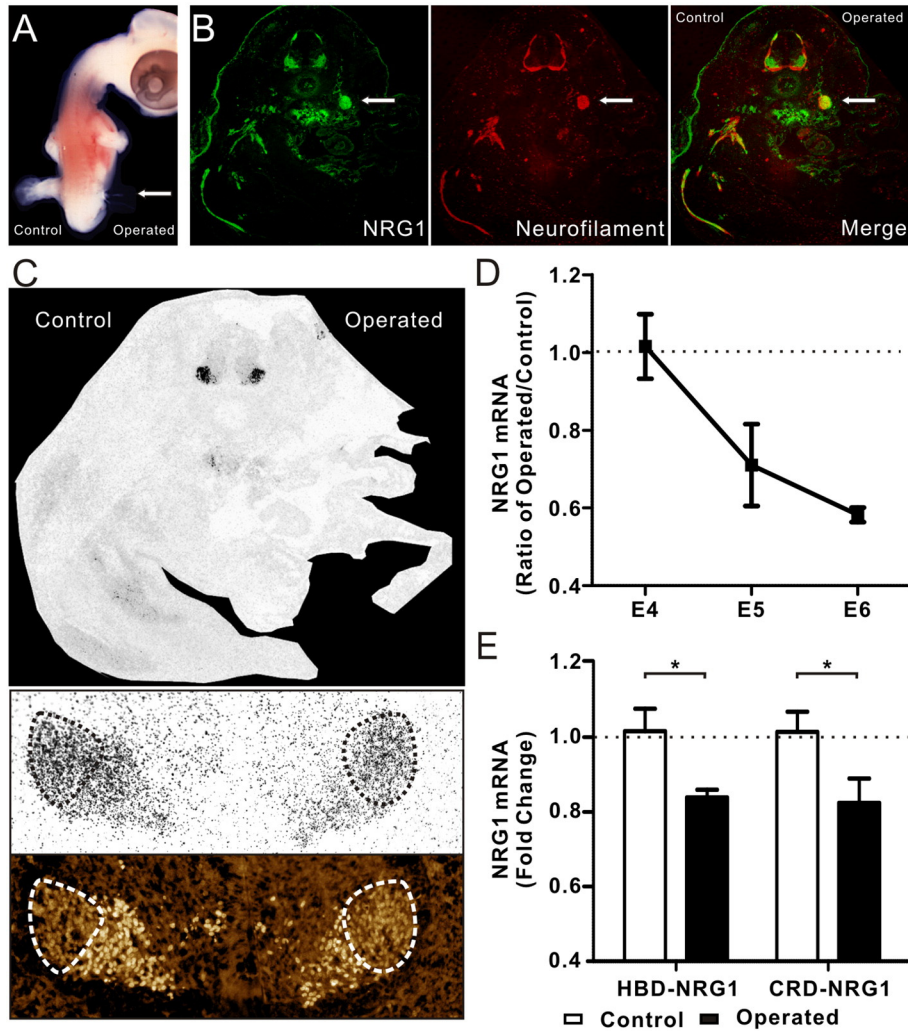 A
Control Operated
B
NRG1
Neurofilament
Control Operated
Merge
C
Control Operated
D
NRG1 mRNA
(Ratio of Operated/Control)
1.2
1.0
0.8
0.6
0.4
E4 E5 E6
E
NRG1 mRNA
(Fold Change)
1.2
1.0
0.8
0.6
0.4
* *
HBD-NRG1 CRD-NRG1
Control Operated